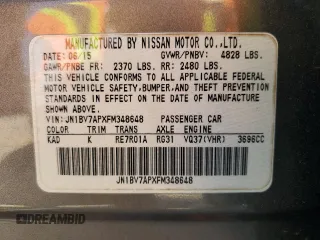 MANUFACTURED BY NISSAN MOTOR CO.,LTD.
DATE: 06/15 GVWR/PNBV: 4828 LBS.
GAWR/PNBE FR: 2370 LBS. RR: 2480 LBS.
THIS VEHICLE CONFORMS TO ALL APPLICABLE FEDERAL
MOTOR VEHICLE SAFETY,BUMPER,AND THEFT PREVENTION
STANDARDS IN EFFECT ON THE DATE OF MANUFACTURE
SHOWN ABOVE.
VIN: JN1BV7APXFM348648 PASSENGER CAR
COLOR TRIM TRANS AXLE ENGINE
KAD K RE7R01A RG31 VQ37(VHR) 3696CC
JN1BV7APXFM348648
DREAMBID